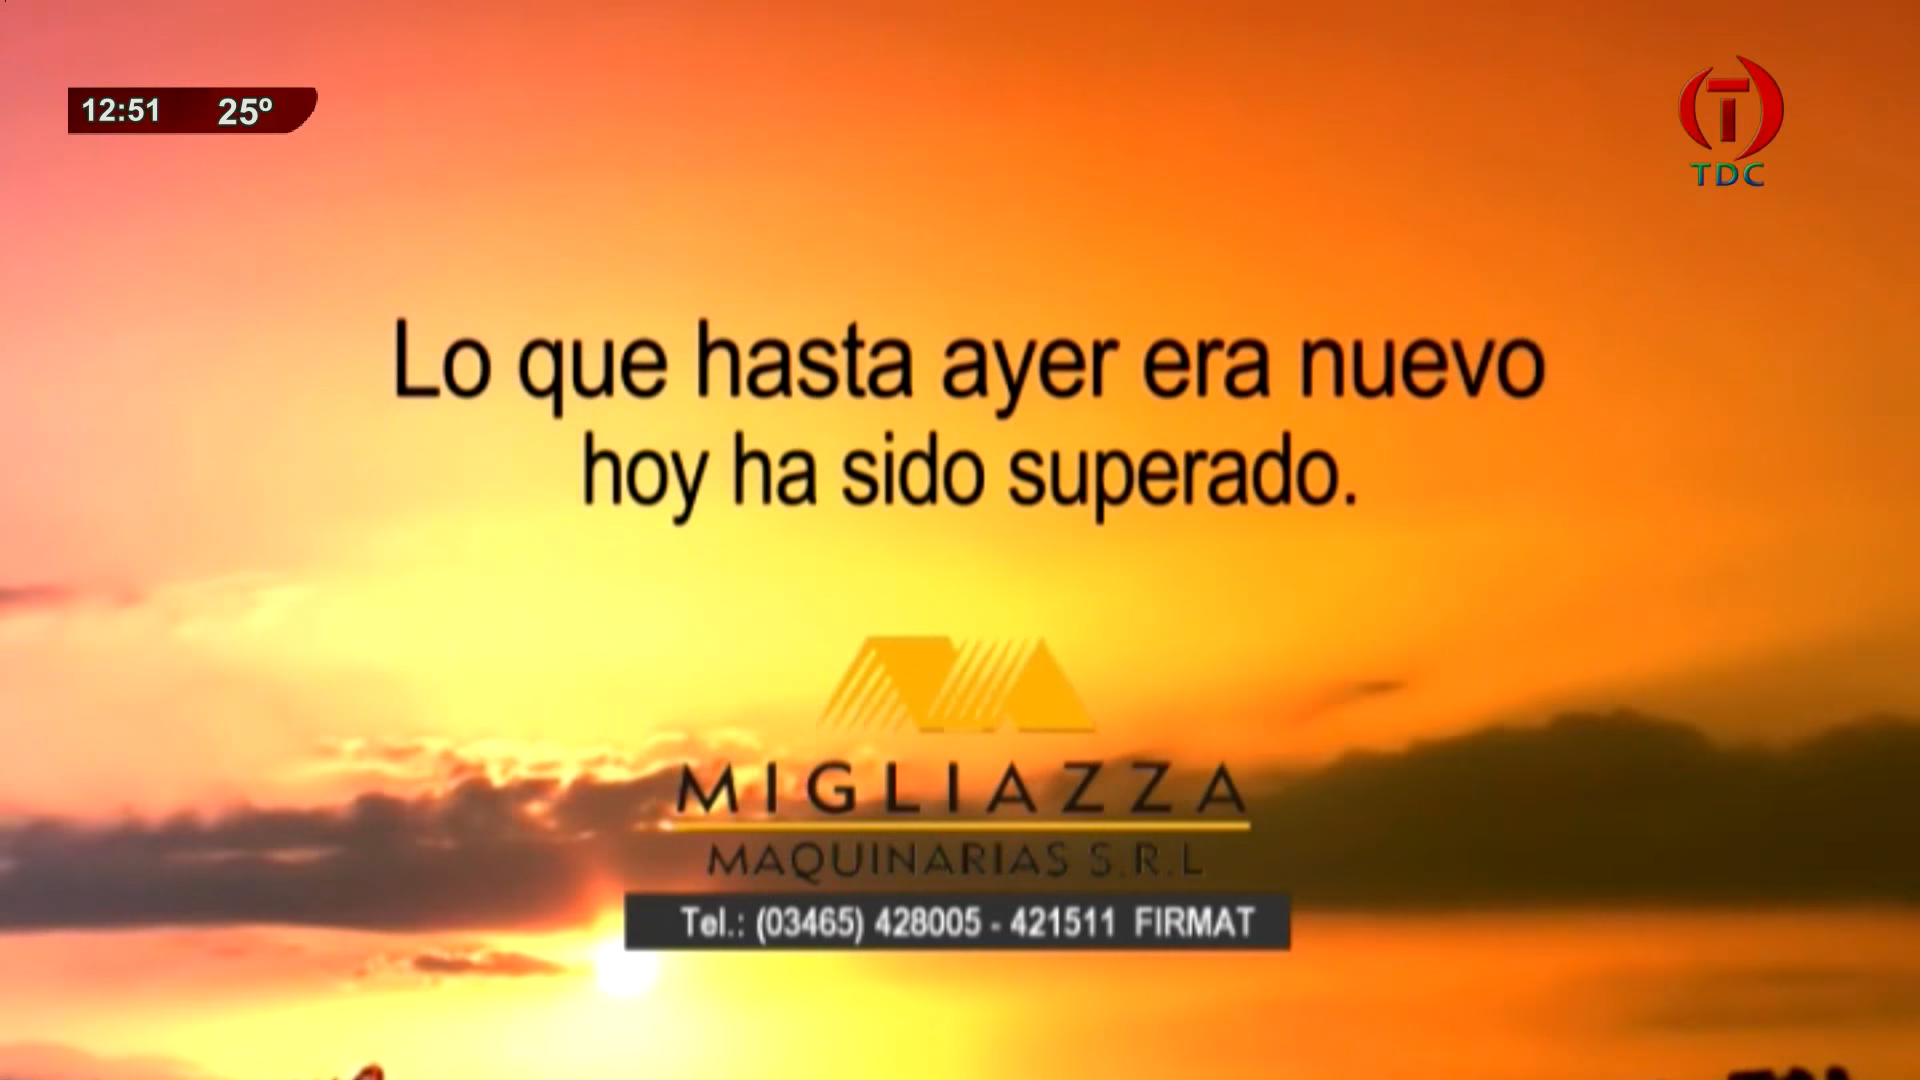 12:51 25º
T
TDC
Lo que hasta ayer era nuevo
hoy ha sido superado.
MIGLIAZZA
MAQUINARIAS S.R.L
Tel.: (03465) 428005 - 421511 FIRMAT